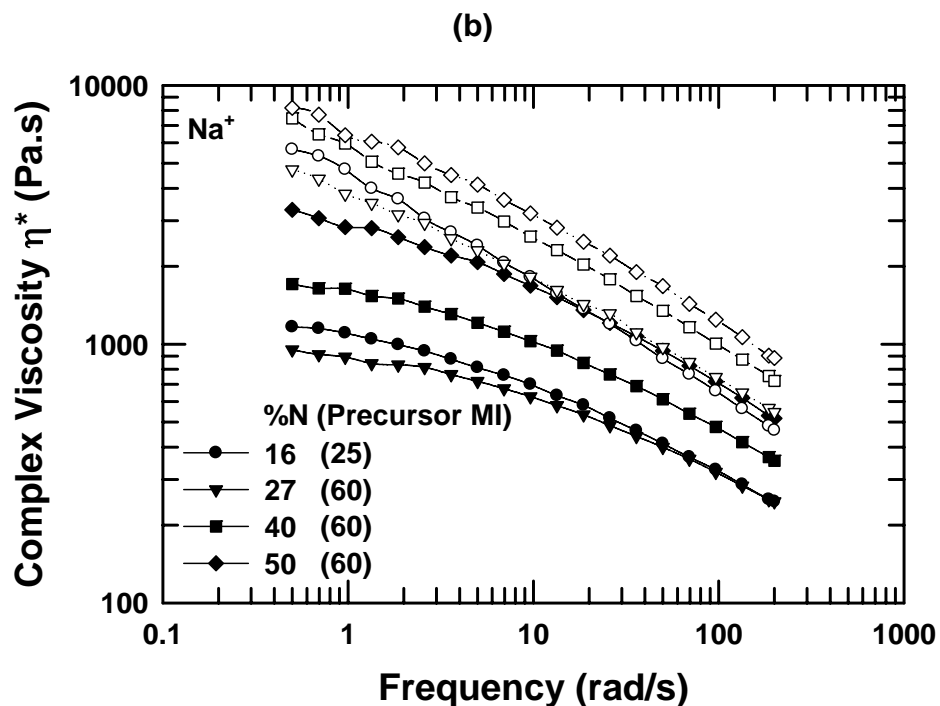 (b)
10000
Na+
1000
100
Complex Viscosity η* (Pa.s)
%N (Precursor MI)
16 (25)
27 (60)
40 (60)
50 (60)
0.1 1 10 100 1000
Frequency (rad/s)